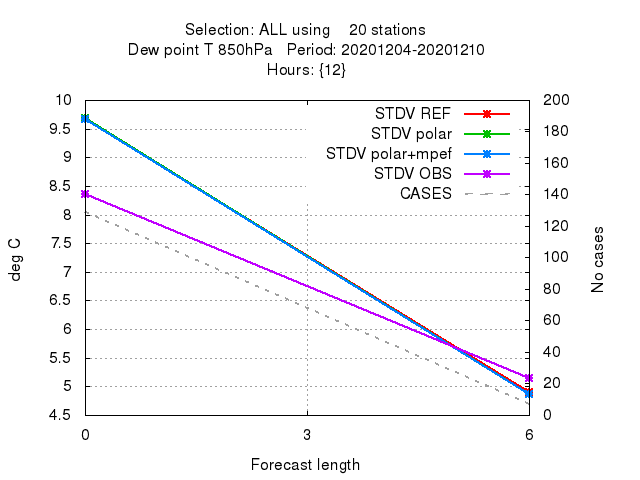 Selection: ALL using    20 stations
Dew point T 850hPa   Period: 20201204-20201210
Hours: {12}
STDV REF
STDV polar
STDV polar+mpef
STDV OBS
CASES
10
9.5
9
8.5
8
7.5
7
6.5
6
5.5
5
4.5
deg C
200
180
160
140
120
100
80
60
40
20
0
No cases
0
3
6
Forecast length